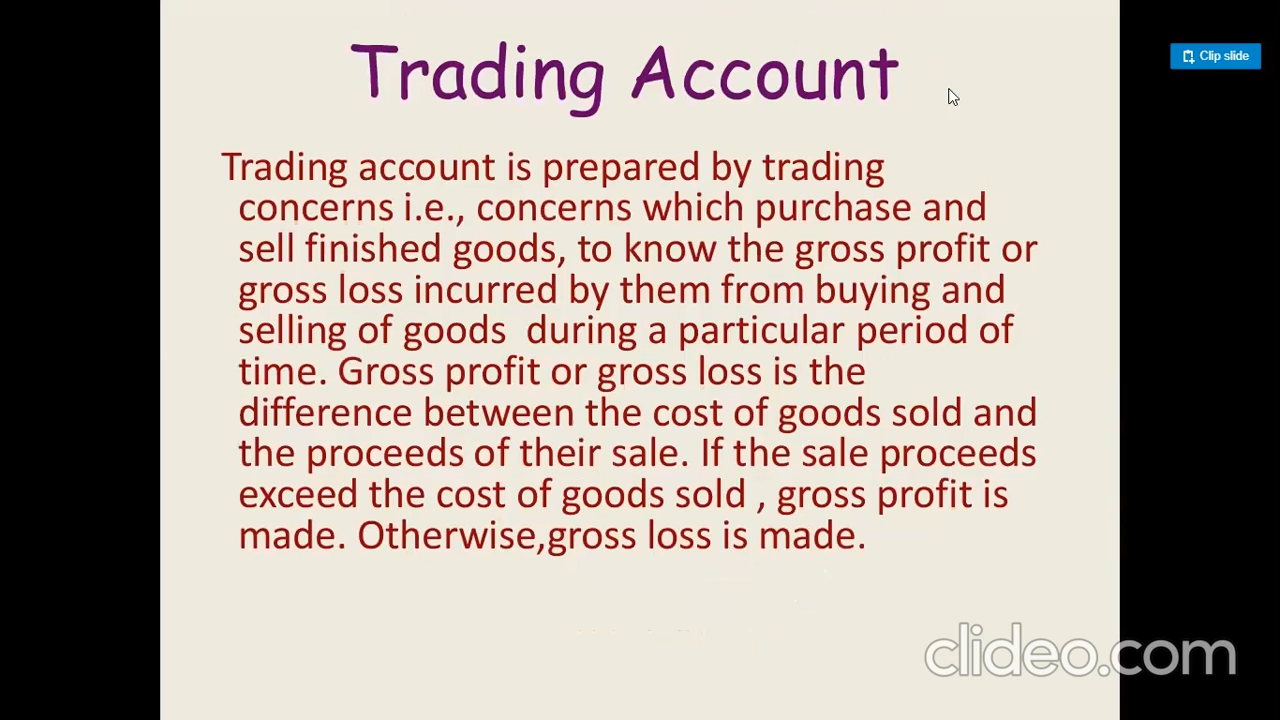 Trading Account
Clip slide
Trading account is prepared by trading
concerns i.e., concerns which purchase and
sell finished goods, to know the gross profit or
gross loss incurred by them from buying and
selling of goods  during a particular period of
time. Gross profit or gross loss is the
difference between the cost of goods sold and
the proceeds of their sale. If the sale proceeds
exceed the cost of goods sold , gross profit is
made. Otherwise,gross loss is made.
clideo.com